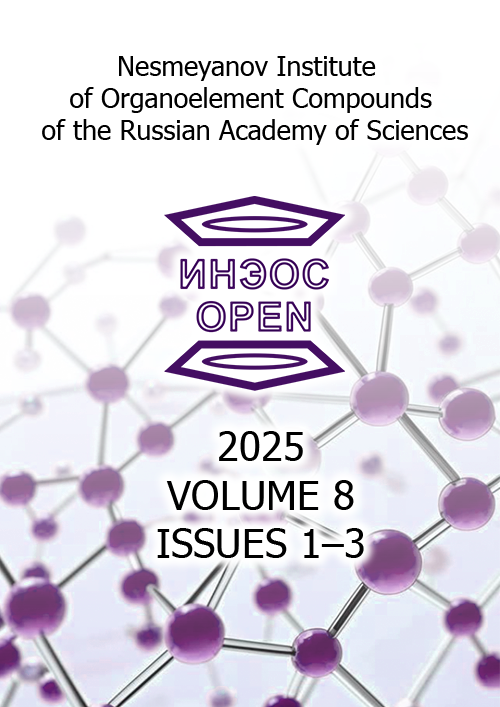 Nesmeyanov Institute
of Organoelement Compounds
of the Russian Academy of Sciences
ИНЭОС
OPEN
2025
VOLUME 8
ISSUES 1–3